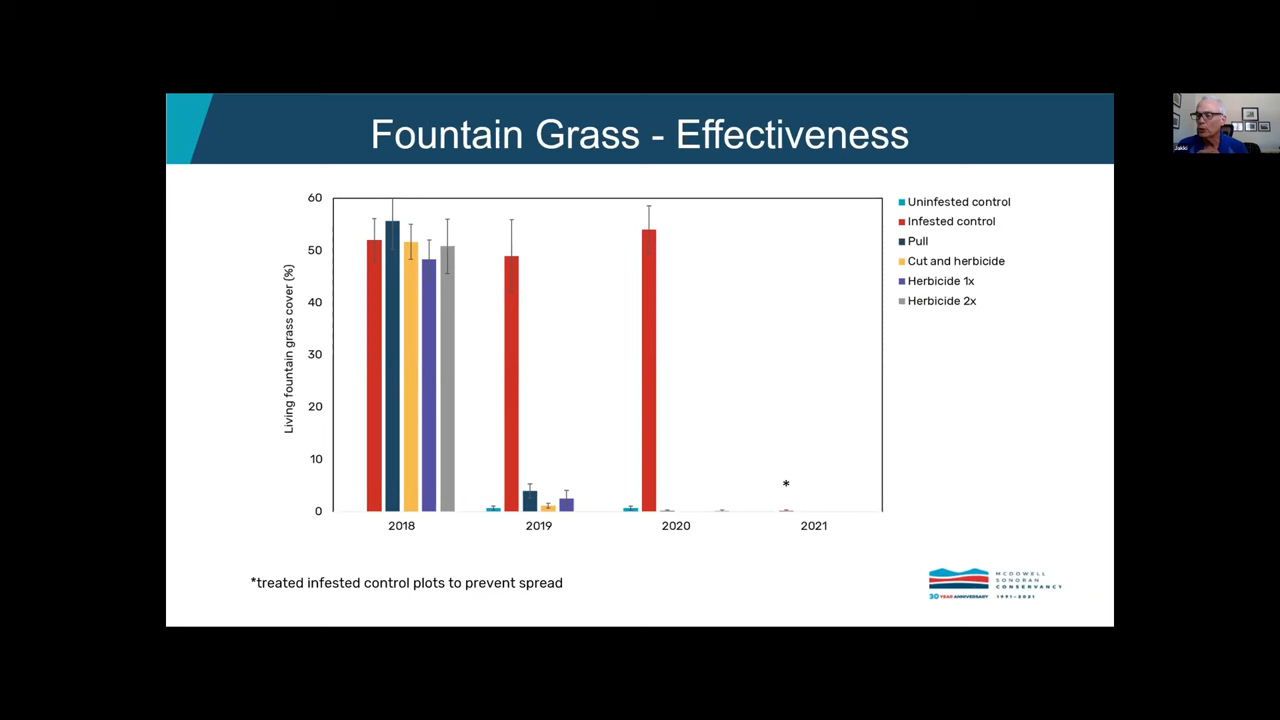 Fountain Grass - Effectiveness
Living fountain grass cover (%)
60
50
40
30
20
10
0
2018
2019
2020
2021
*
Uninfested control
Infested control
Pull
Cut and herbicide
Herbicide 1x
Herbicide 2x
*treated infested control plots to prevent spread
MCDOWELL
SONORAN
CONSERVANCY
30 YEAR ANNIVERSARY 1991-2021
Jakki